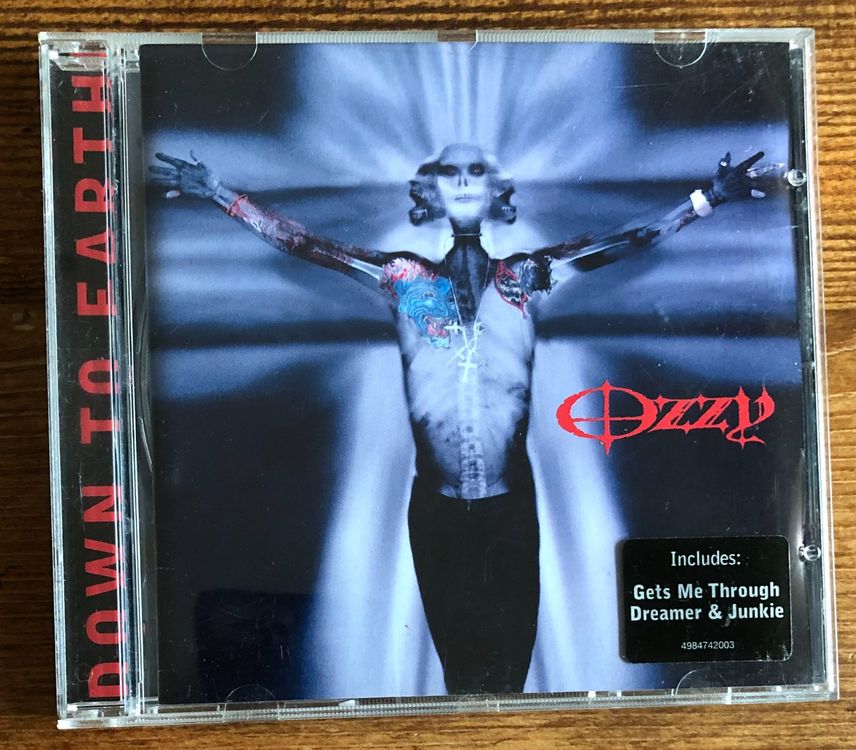 DOWN TO EARTH
Ozzy
Includes:
Gets Me Through
Dreamer & Junkie
4984742003